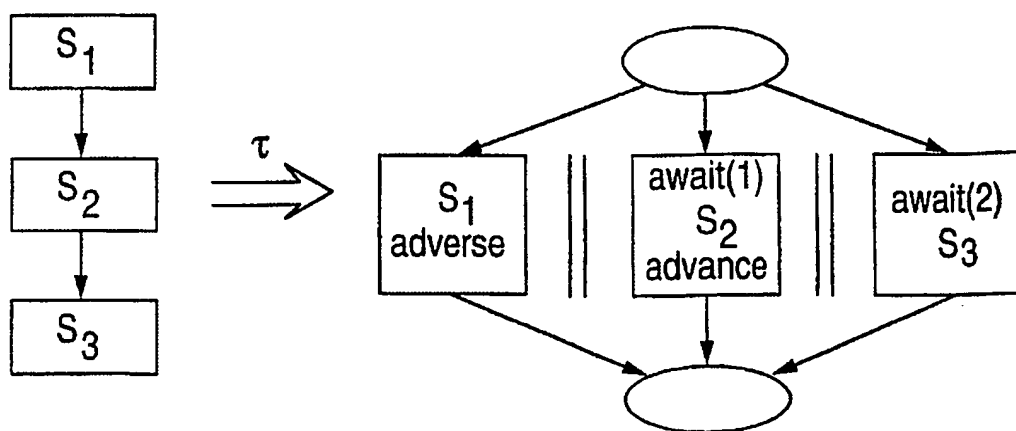 S₁
S₂
S₃
τ
S₁
adverse
await(1)
S₂
advance
await(2)
S₃